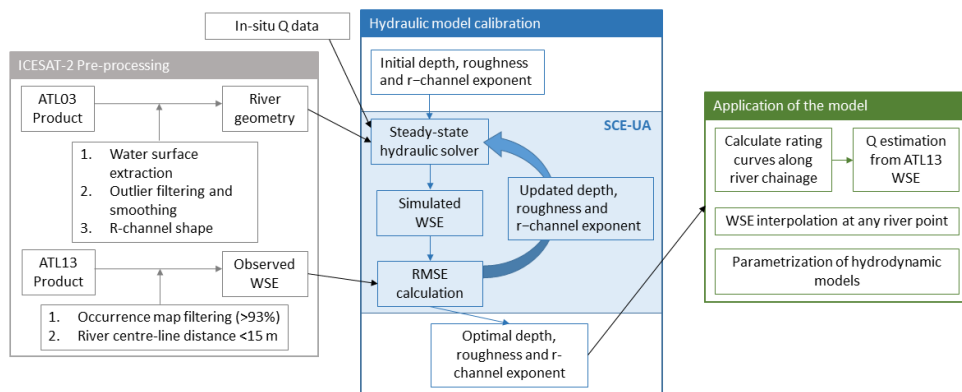 In-situ Q data
ICESAT-2 Pre-processing
ATL03
Product
River
geometry
1. Water surface
extraction
2. Outlier filtering and
smoothing
3. R-channel shape
ATL13
Product
Observed
WSE
1. Occurrence map filtering (>93%)
2. River centre-line distance <15 m
Hydraulic model calibration
Initial depth, roughness
and r−channel exponent
SCE-UA
Steady-state
hydraulic solver
Simulated
WSE
Updated depth,
roughness and
r−channel exponent
RMSE
calculation
Optimal depth,
roughness and r-
channel exponent
Application of the model
Calculate rating
curves along
river chainage
Q estimation
from ATL13
WSE
WSE interpolation at any river point
Parametrization of hydrodynamic
models